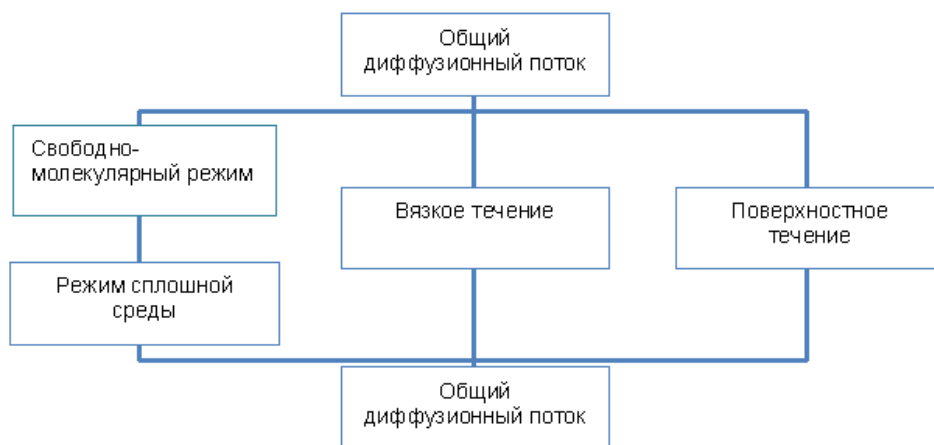 Общий
диффузионный поток
Свободно-
молекулярный режим
Вязкое течение
Поверхностное
течение
Режим сплошной
среды
Общий
диффузионный поток